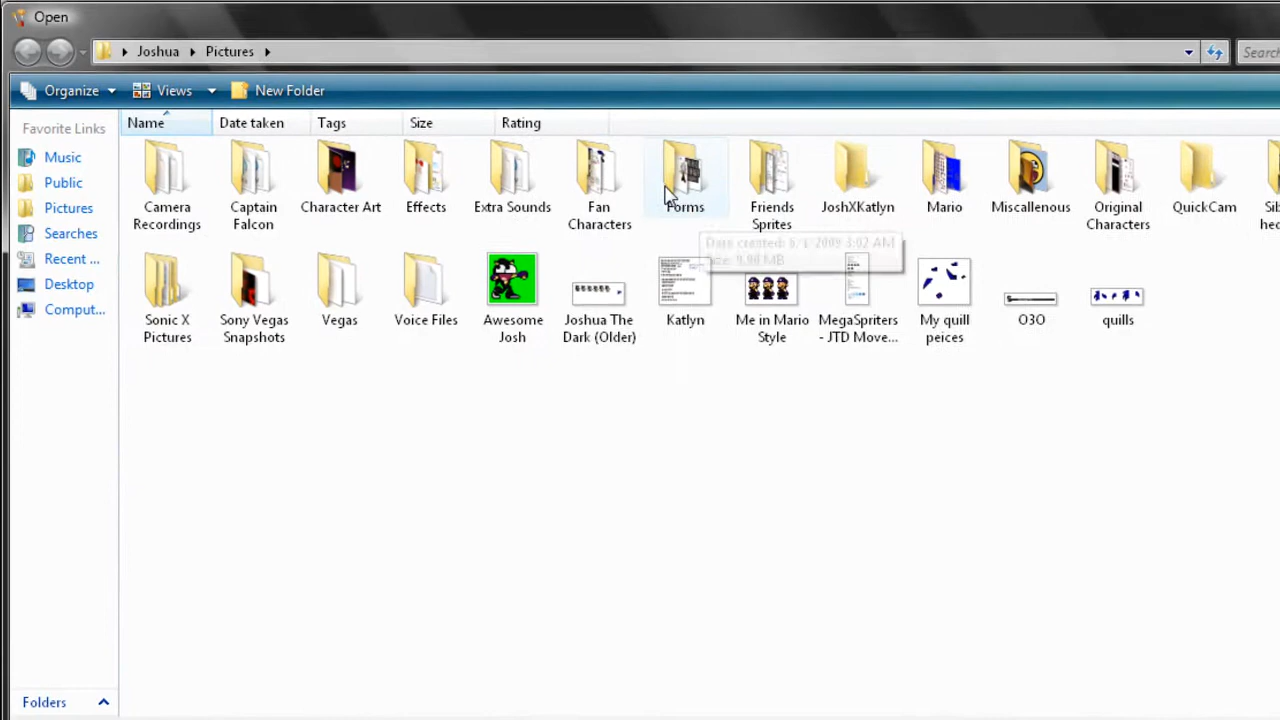 Open
Joshua Pictures
Search
Organize Views New Folder
Favorite Links
Music
Public
Pictures
Searches
Recent ...
Desktop
Comput...
Folders
Name Date taken Tags Size Rating
Camera Recordings
Captain Falcon
Character Art
Effects
Extra Sounds
Fan Characters
Forms
Friends Sprites
JoshXKatlyn
Mario
Miscallenous
Original Characters
QuickCam
Sonic X Pictures
Sony Vegas Snapshots
Vegas
Voice Files
Awesome Josh
Joshua The Dark (Older)
Katlyn
Me in Mario Style
MegaSpriters - JTD Move...
My quill peices
O3O
quills